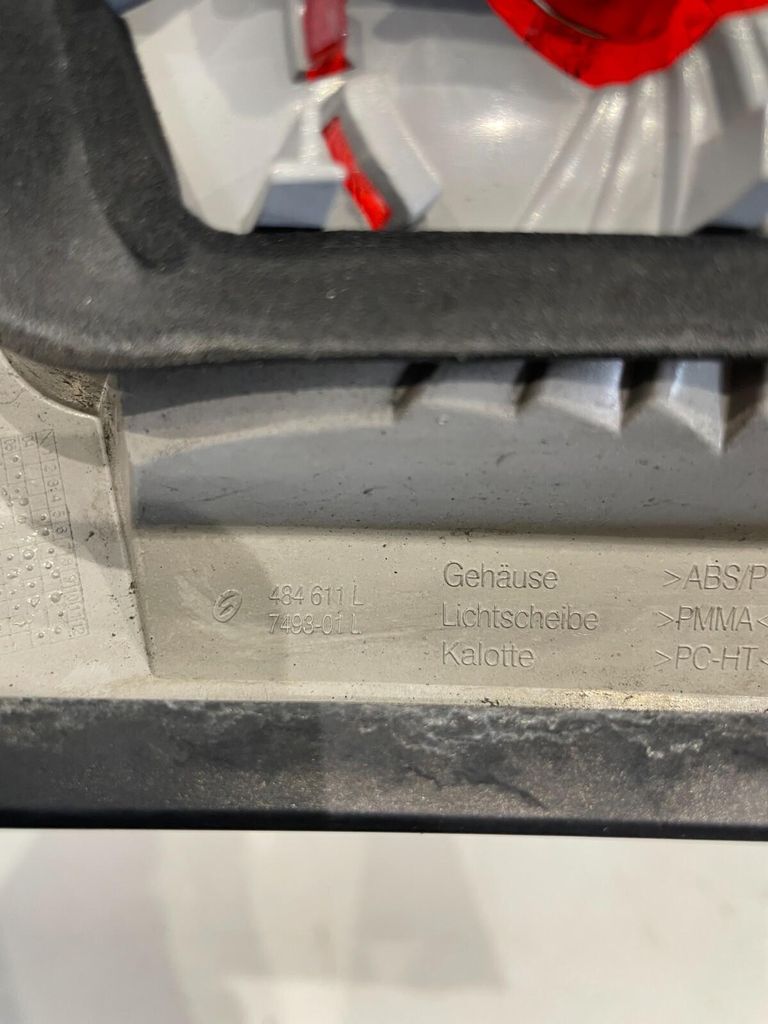 484 611 L
7498-01 L
Gehäuse >ABS/P
Lichtscheibe >PMMA<
Kalotte >PC-HT<